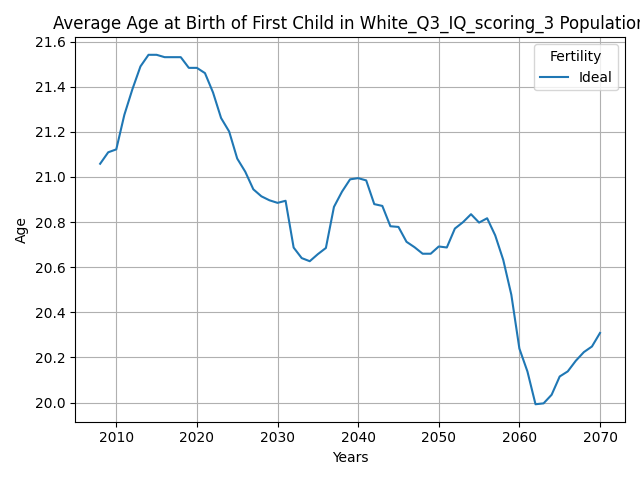 Average Age at Birth of First Child in White_Q3_IQ_scoring_3 Population
21.6
21.4
21.2
21.0
20.8
20.6
20.4
20.2
20.0
Age
Fertility
Ideal
2010 2020 2030 2040 2050 2060 2070
Years